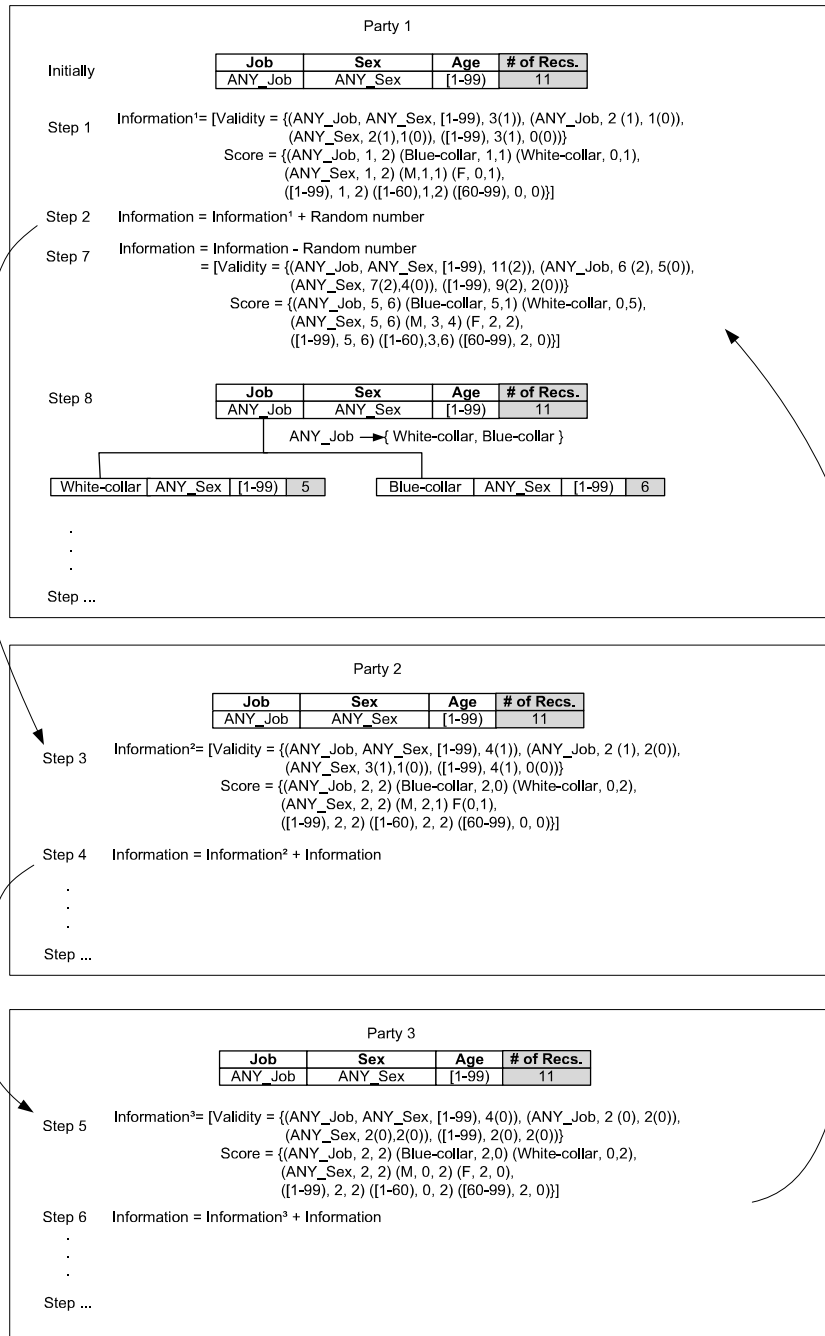 Party 1
Initially
Job Sex Age # of Recs.
ANY_Job ANY_Sex [1-99) 11
Step 1 Information¹= [Validity = {(ANY_Job, ANY_Sex, [1-99), 3(1)), (ANY_Job, 2 (1), 1(0)),
(ANY_Sex, 2(1),1(0)), ([1-99), 3(1), 0(0))}
Score = {(ANY_Job, 1, 2) (Blue-collar, 1,1) (White-collar, 0,1),
(ANY_Sex, 1, 2) (M,1,1) (F, 0,1),
([1-99), 1, 2) ([1-60),1,2) ([60-99), 0, 0)}]
Step 2 Information = Information¹ + Random number
Step 7 Information = Information - Random number
= [Validity = {(ANY_Job, ANY_Sex, [1-99), 11(2)), (ANY_Job, 6 (2), 5(0)),
(ANY_Sex, 7(2),4(0)), ([1-99), 9(2), 2(0))}
Score = {(ANY_Job, 5, 6) (Blue-collar, 5,1) (White-collar, 0,5),
(ANY_Sex, 5, 6) (M, 3, 4) (F, 2, 2),
([1-99), 5, 6) ([1-60),3,6) ([60-99), 2, 0)}]
Step 8
Job Sex Age # of Recs.
ANY_Job ANY_Sex [1-99) 11
ANY_Job → { White-collar, Blue-collar }
White-collar ANY_Sex [1-99) 5
Blue-collar ANY_Sex [1-99) 6
.
.
.
Step ...
Party 2
Job Sex Age # of Recs.
ANY_Job ANY_Sex [1-99) 11
Step 3 Information²= [Validity = {(ANY_Job, ANY_Sex, [1-99), 4(1)), (ANY_Job, 2 (1), 2(0)),
(ANY_Sex, 3(1),1(0)), ([1-99), 4(1), 0(0))}
Score = {(ANY_Job, 2, 2) (Blue-collar, 2,0) (White-collar, 0,2),
(ANY_Sex, 2, 2) (M, 2,1) F(0,1),
([1-99), 2, 2) ([1-60), 2, 2) ([60-99), 0, 0)}]
Step 4 Information = Information² + Information
.
.
.
Step ...
Party 3
Job Sex Age # of Recs.
ANY_Job ANY_Sex [1-99) 11
Step 5 Information³= [Validity = {(ANY_Job, ANY_Sex, [1-99), 4(0)), (ANY_Job, 2 (0), 2(0)),
(ANY_Sex, 2(0),2(0)), ([1-99), 2(0), 2(0))}
Score = {(ANY_Job, 2, 2) (Blue-collar, 2,0) (White-collar, 0,2),
(ANY_Sex, 2, 2) (M, 0, 2) (F, 2, 0),
([1-99), 2, 2) ([1-60), 0, 2) ([60-99), 2, 0)}]
Step 6 Information = Information³ + Information
.
.
.
Step ...